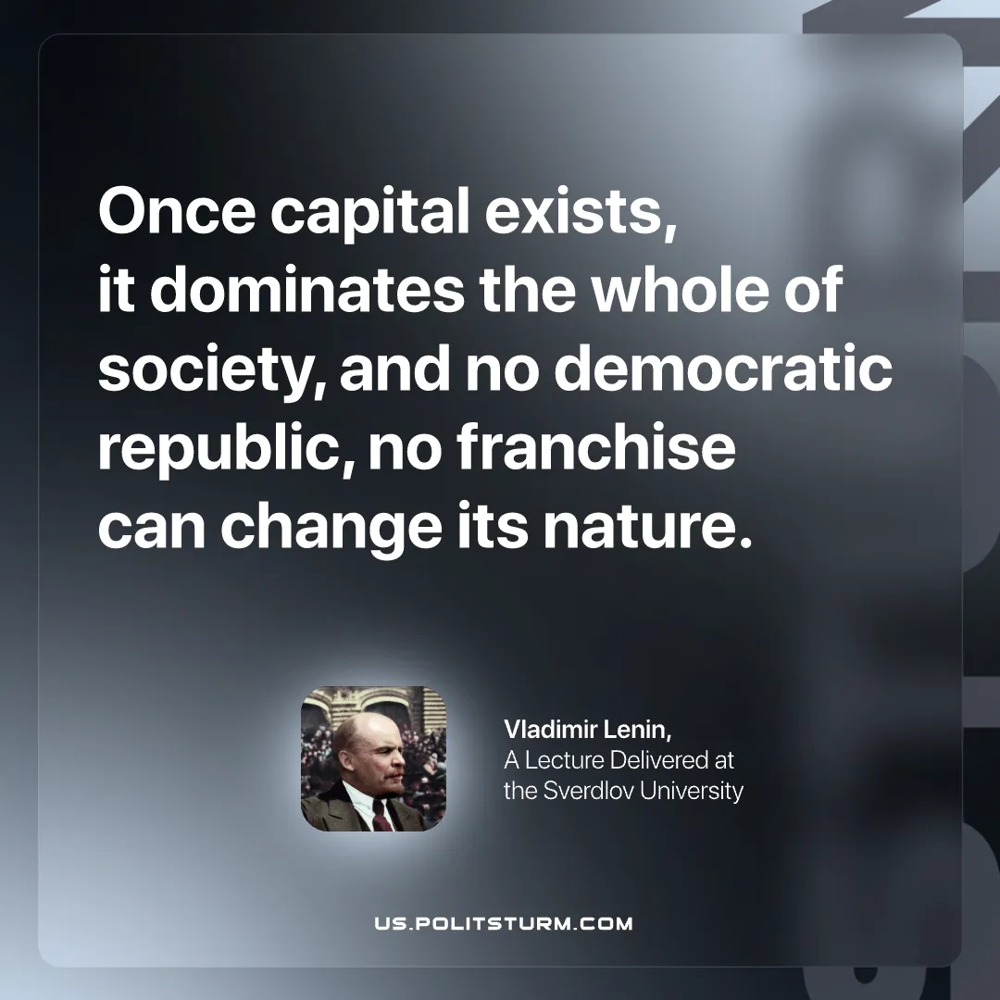 Once capital exists,
it dominates the whole of
society, and no democratic
republic, no franchise
can change its nature.
Vladimir Lenin,
A Lecture Delivered at
the Sverdlov University
US.POLITSTURM.COM